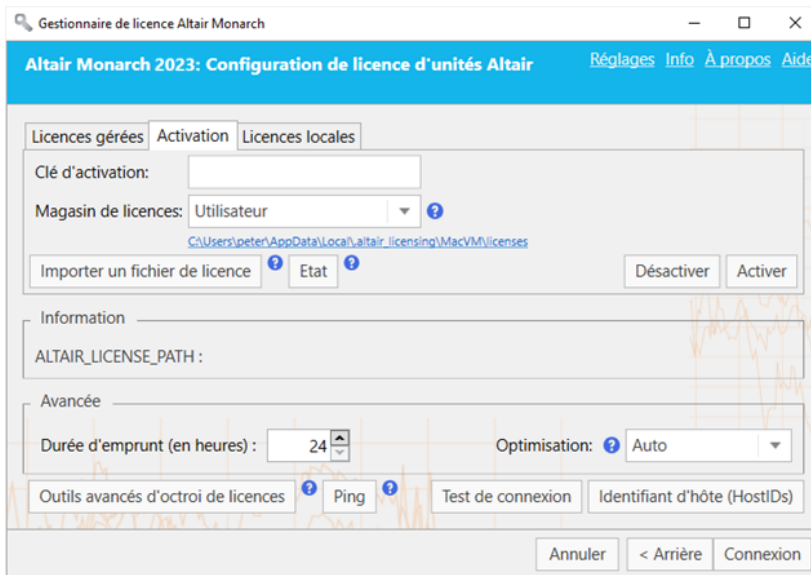 Gestionnaire de licence Altair Monarch
Altair Monarch 2023: Configuration de licence d'unités Altair
Réglages Info À propos Aide
Licences gérées Activation Licences locales
Clé d'activation:
Magasin de licences: Utilisateur ?
C:\Users\peter\AppData\Local\.altair_licensing\MacVM\licenses
Importer un fichier de licence ? Etat ? Désactiver Activer
Information
ALTAIR_LICENSE_PATH :
Avancée
Durée d'emprunt (en heures) : 24 Optimisation: ? Auto
Outils avancés d'octroi de licences ? Ping ? Test de connexion Identifiant d'hôte (HostIDs)
Annuler < Arrière Connexion